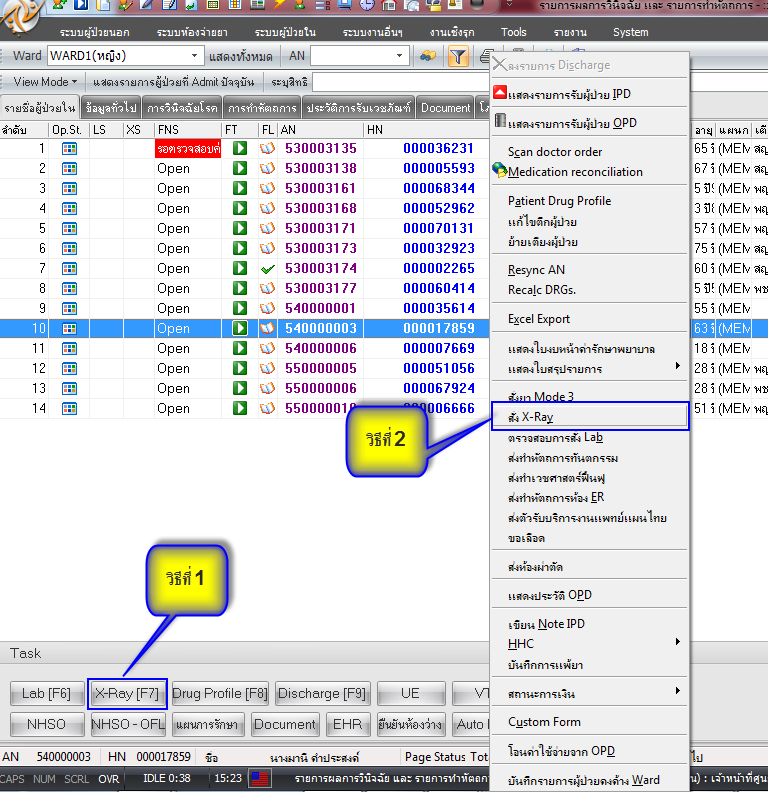 รายการผลการวินิจฉัย และ รายการทำหัตถการ - :
ระบบผู้ป่วยนอก ระบบห้องจ่ายยา ระบบผู้ป่วยใน ระบบงานอื่นๆ งานเชิงรุก Tools รายงาน System
Ward WARD1(หญิง) แสดงทั้งหมด AN
View Mode แสดงรายการผู้ป่วยที่ Admit ปัจจุบัน ระบุสิทธิ
รายชื่อผู้ป่วยใน ข้อมูลทั่วไป การวินิจฉัยโรค การทำหัตถการ ประวัติการรับเวชภัณฑ์ Document
ลำดับ Op.St. LS XS FNS FT FL AN HN อายุ แผนก
1 รอตรวจสอบค่ 530003135 000036231 65 ปี (MEM
2 Open 530003138 000005593 67 ปี (MEM
3 Open 530003161 000068344 5 ปี (MEM
4 Open 530003168 000052962 3 ปี (MEM
5 Open 530003171 000070131 57 ปี (MEM
6 Open 530003173 000032923 75 ปี (MEM
7 Open 530003174 000002265 60 ปี (MEM
8 Open 530003177 000060414 5 ปี (MEM
9 Open 540000001 000035614 55 ปี (MEM
10 Open 540000003 000017859 63 ปี (MEM
11 Open 540000006 000007669 18 ปี (MEM
12 Open 550000005 000051056 28 ปี (MEM
13 Open 550000006 000067924 28 ปี (MEM
14 Open 550000010 000006666 51 ปี (MEM
ลงรายการ Discharge
แสดงรายการรับผู้ป่วย IPD
แสดงรายการรับผู้ป่วย OPD
Scan doctor order
Medication reconciliation
Patient Drug Profile
แก้ไขตึกผู้ป่วย
ย้ายเตียงผู้ป่วย
Resync AN
Recalc DRGs.
Excel Export
แสดงใบงบหน้าค่ารักษาพยาบาล
แสดงใบสรุปรายการ
สั่งยา Mode 3
สั่ง X-Ray
ตรวจสอบการสั่ง Lab
ส่งทำหัตถการทันตกรรม
ส่งทำเวชศาสตร์ฟื้นฟู
ส่งทำหัตถการห้อง ER
ส่งตัวรับบริการงานแพทย์แผนไทย
ขอเลือด
ส่งห้องผ่าตัด
แสดงประวัติ OPD
เขียน Note IPD
HHC
บันทึกการแพ้ยา
สถานะการเงิน
Custom Form
โอนค่าใช้จ่ายจาก OPD
บันทึกรายการผู้ป่วยคงค้าง Ward
วิธีที่ 2
วิธีที่ 1
Task
Lab [F6] X-Ray [F7] Drug Profile [F8] Discharge [F9] UE
NHSO NHSO - OFL แผนการรักษา Document EHR ยืนยันห้องว่าง Auto
AN 540000003 HN 000017859 ชื่อ นางมานี คำประสงค์ Page Status
CAPS NUM SCRL OVR IDLE 0:38 15:23 รายการผลการวินิจฉัย และ รายการทำหัตถก : เจ้าหน้าที่ศูน